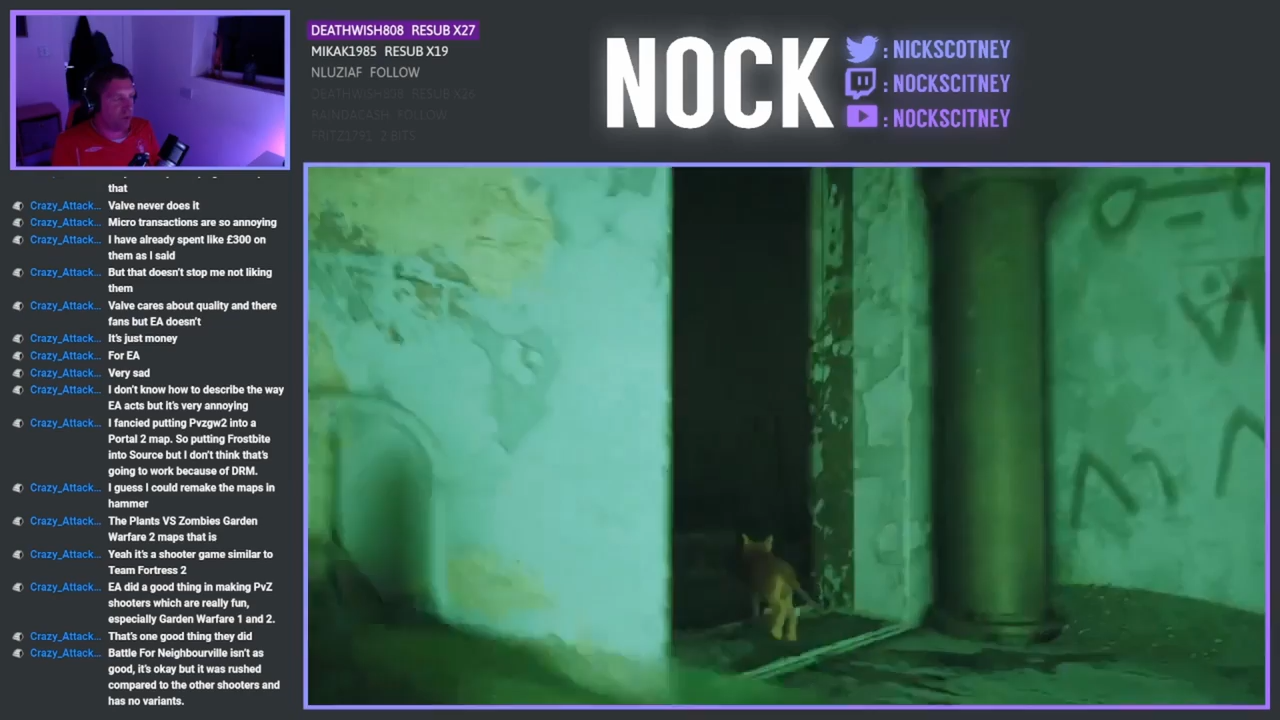 DEATHWISH808 RESUB X27
MIKAK1985 RESUB X19
NLUZIAF FOLLOW
DEATHWISH808 RESUB X26
RAINDACASH FOLLOW
FRITZ1791 2 BITS
NOCK
: NICKSCOTNEY
: NOCKSCITNEY
: NOCKSCITNEY
that
Crazy_Attack... Valve never does it
Crazy_Attack... Micro transactions are so annoying
Crazy_Attack... I have already spent like £300 on
them as I said
Crazy_Attack... But that doesn't stop me not liking
them
Crazy_Attack... Valve cares about quality and there
fans but EA doesn't
Crazy_Attack... It's just money
Crazy_Attack... For EA
Crazy_Attack... Very sad
Crazy_Attack... I don't know how to describe the way
EA acts but it's very annoying
Crazy_Attack... I fancied putting Pvzgw2 into a
Portal 2 map. So putting Frostbite
into Source but I don't think that's
going to work because of DRM.
Crazy_Attack... I guess I could remake the maps in
hammer
Crazy_Attack... The Plants VS Zombies Garden
Warfare 2 maps that is
Crazy_Attack... Yeah it's a shooter game similar to
Team Fortress 2
Crazy_Attack... EA did a good thing in making PvZ
shooters which are really fun,
especially Garden Warfare 1 and 2.
Crazy_Attack... That's one good thing they did
Crazy_Attack... Battle For Neighbourville isn't as
good, it's okay but it was rushed
compared to the other shooters and
has no variants.